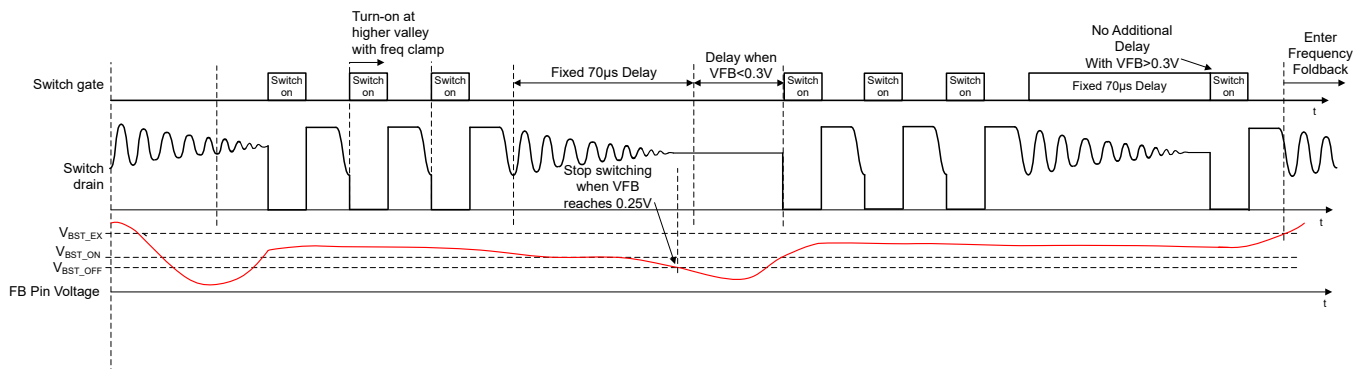 Turn-on at
higher valley
with freq clamp
No Additional
Delay
With VFB>0.3V
Enter
Frequency
Foldback
Delay when
VFB<0.3V
Fixed 70µs Delay
Switch gate
Switch
on
Switch
on
Switch
on
Switch
on
Switch
on
Switch
on
Fixed 70µs Delay
Switch
on
t
Switch
drain
Stop switching
when VFB
reaches 0.25V
t
VBST_EX
VBST_ON
VBST_OFF
FB Pin Voltage
t